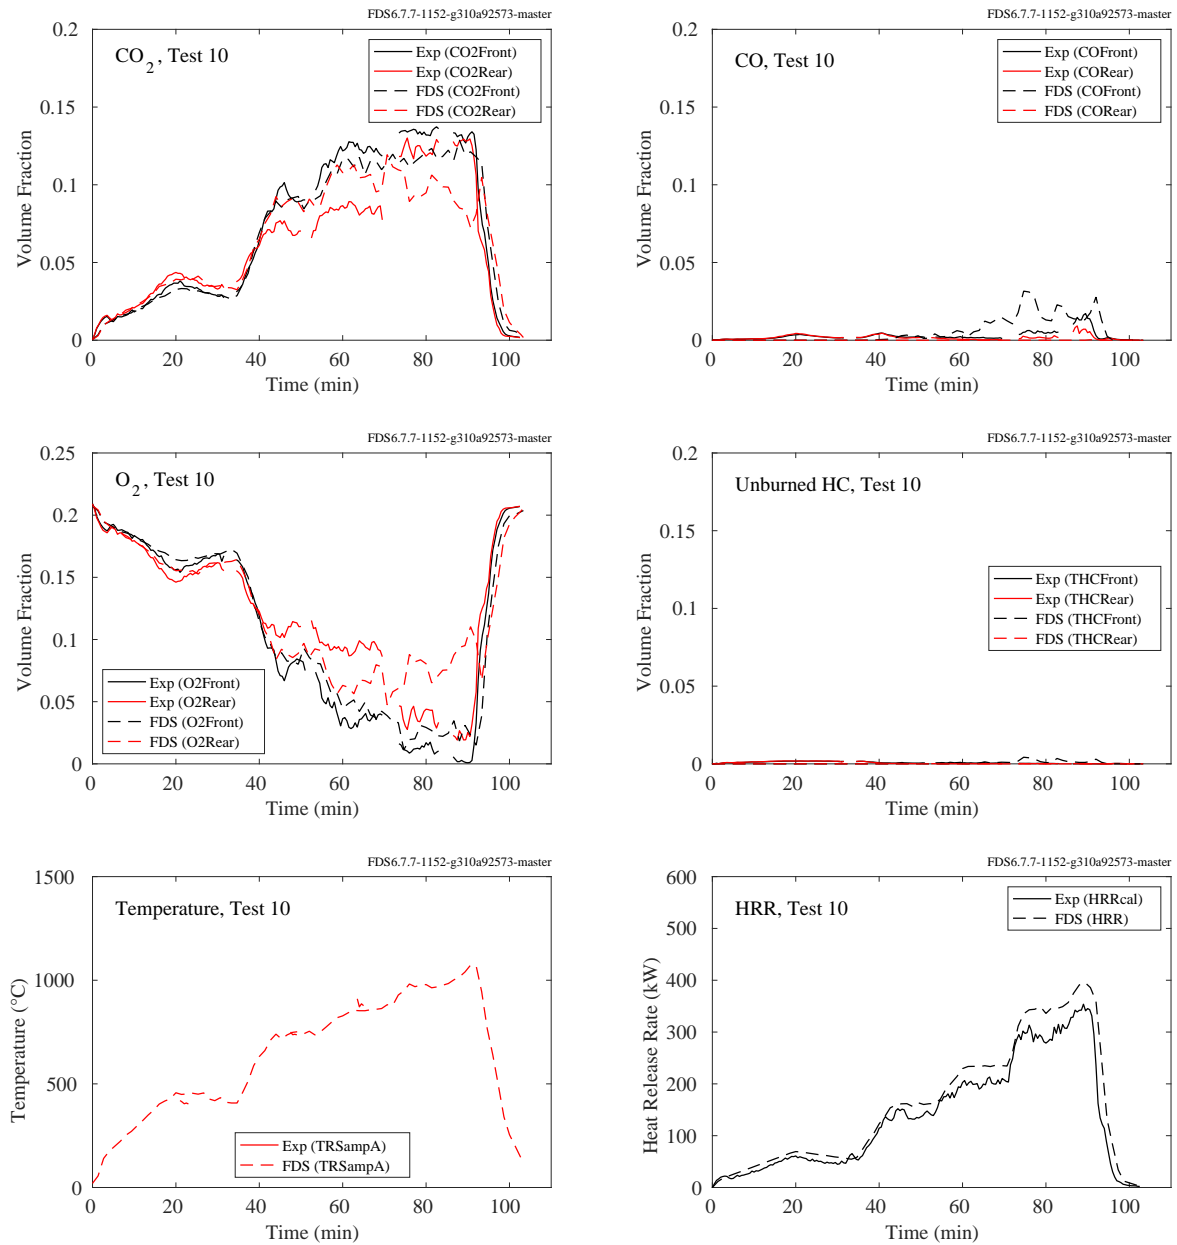 FDS6.7.7-1152-g310a92573-master
CO2, Test 10
Exp (CO2Front)
Exp (CO2Rear)
FDS (CO2Front)
FDS (CO2Rear)
0.2
0.15
0.1
0.05
0
Volume Fraction
0 20 40 60 80 100
Time (min)
FDS6.7.7-1152-g310a92573-master
CO, Test 10
Exp (COFront)
Exp (CORear)
FDS (COFront)
FDS (CORear)
0.2
0.15
0.1
0.05
0
Volume Fraction
0 20 40 60 80 100
Time (min)
FDS6.7.7-1152-g310a92573-master
O2, Test 10
0.25
0.2
0.15
0.1
0.05
0
Volume Fraction
Exp (O2Front)
Exp (O2Rear)
FDS (O2Front)
FDS (O2Rear)
0 20 40 60 80 100
Time (min)
FDS6.7.7-1152-g310a92573-master
Unburned HC, Test 10
0.2
0.15
0.1
0.05
0
Volume Fraction
Exp (THCFront)
Exp (THCRear)
FDS (THCFront)
FDS (THCRear)
0 20 40 60 80 100
Time (min)
FDS6.7.7-1152-g310a92573-master
Temperature, Test 10
1500
1000
500
0
Temperature (°C)
Exp (TRSampA)
FDS (TRSampA)
0 20 40 60 80 100
Time (min)
FDS6.7.7-1152-g310a92573-master
HRR, Test 10
Exp (HRRcal)
FDS (HRR)
600
500
400
300
200
100
0
Heat Release Rate (kW)
0 20 40 60 80 100
Time (min)